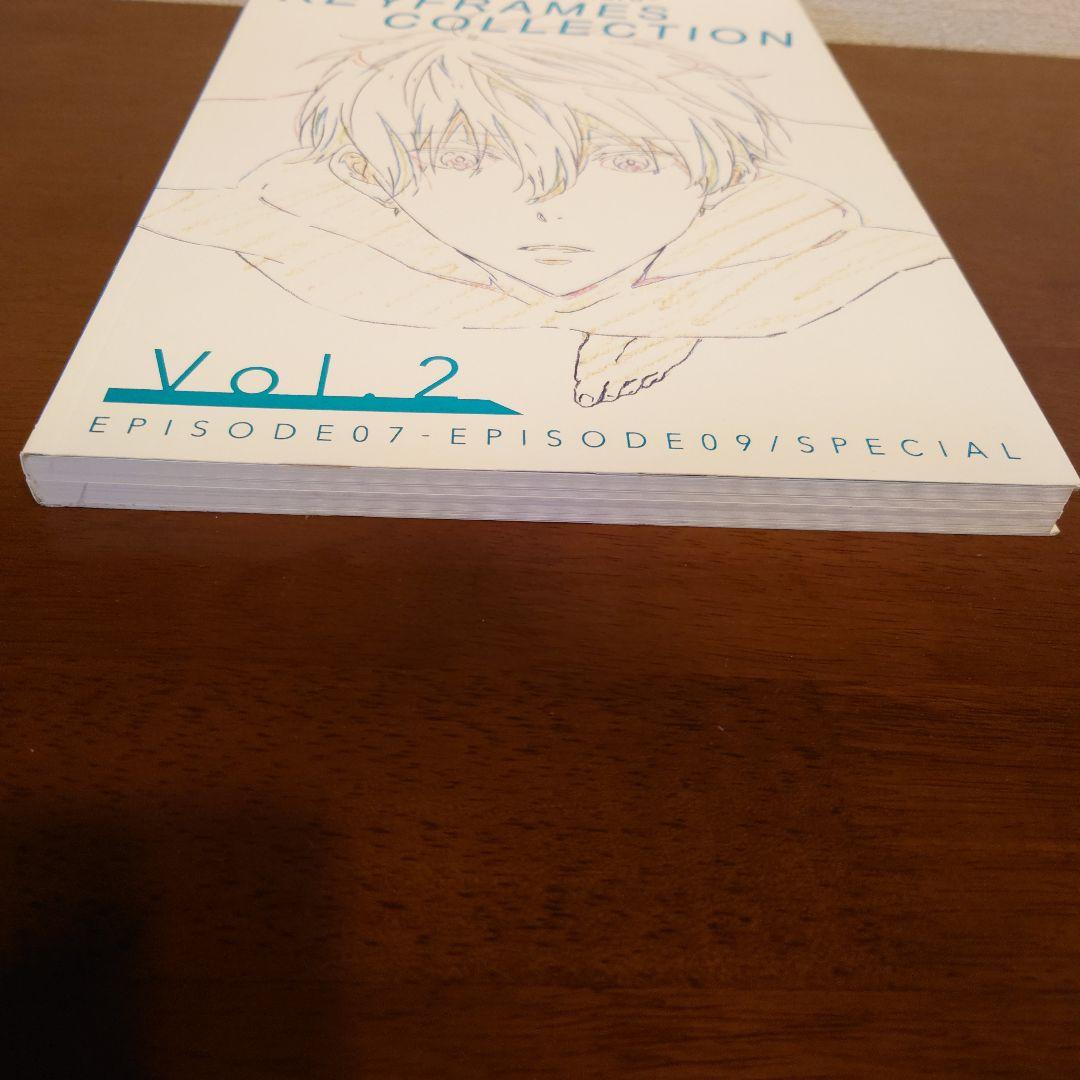 KEYFRAMES
COLLECTION
Vol.2
EPISODE07-EPISODE09/SPECIAL